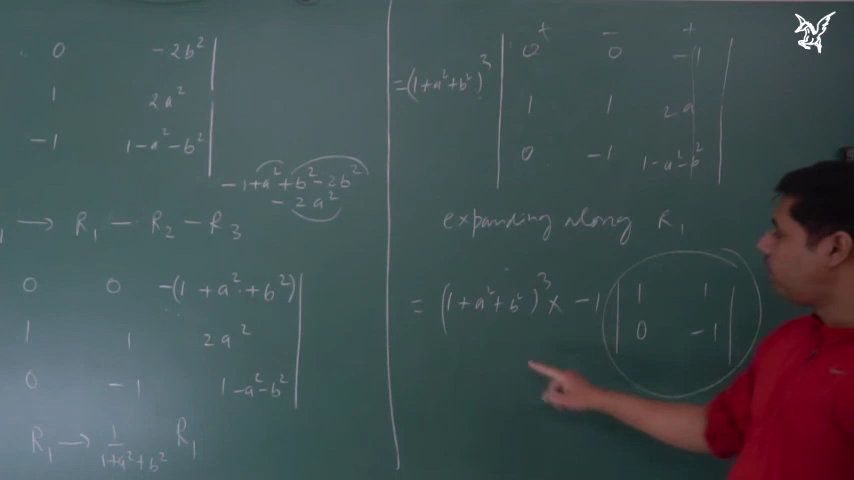 0 -2b²
1 2a²
-1 1-a²-b²
-1+a²+b²-2b²
-2a²
→ R₁ - R₂ - R₃
0 0 -(1+a²+b²)
1 1 2a²
0 -1 1-a²-b²
R₁ → 1/(1+a²+b²) R₁
+ - +
=(1+a²+b²)³ | 0 0 -1 |
1 1 2a
0 -1 1-a²-b²
expanding along R₁
= (1+a²+b²)³ × -1 | 1 1 |
| 0 -1 |